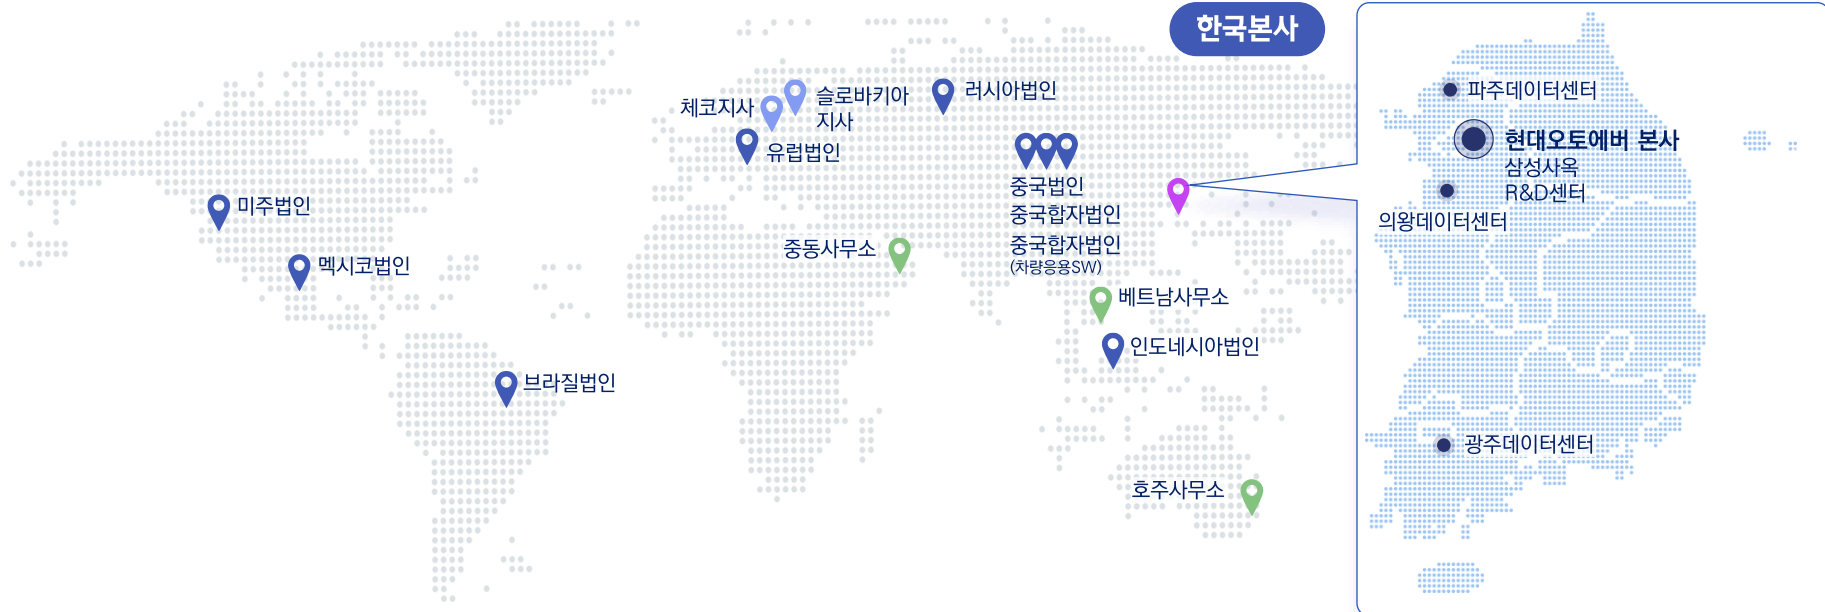 한국본사
체코지사
슬로바키아
지사
러시아법인
유럽법인
미주법인
멕시코법인
브라질법인
중동사무소
중국법인
중국합자법인
중국합자법인
(차량응용SW)
베트남사무소
인도네시아법인
호주사무소
파주데이터센터
현대오토에버 본사
삼성사옥
R&D센터
의왕데이터센터
광주데이터센터